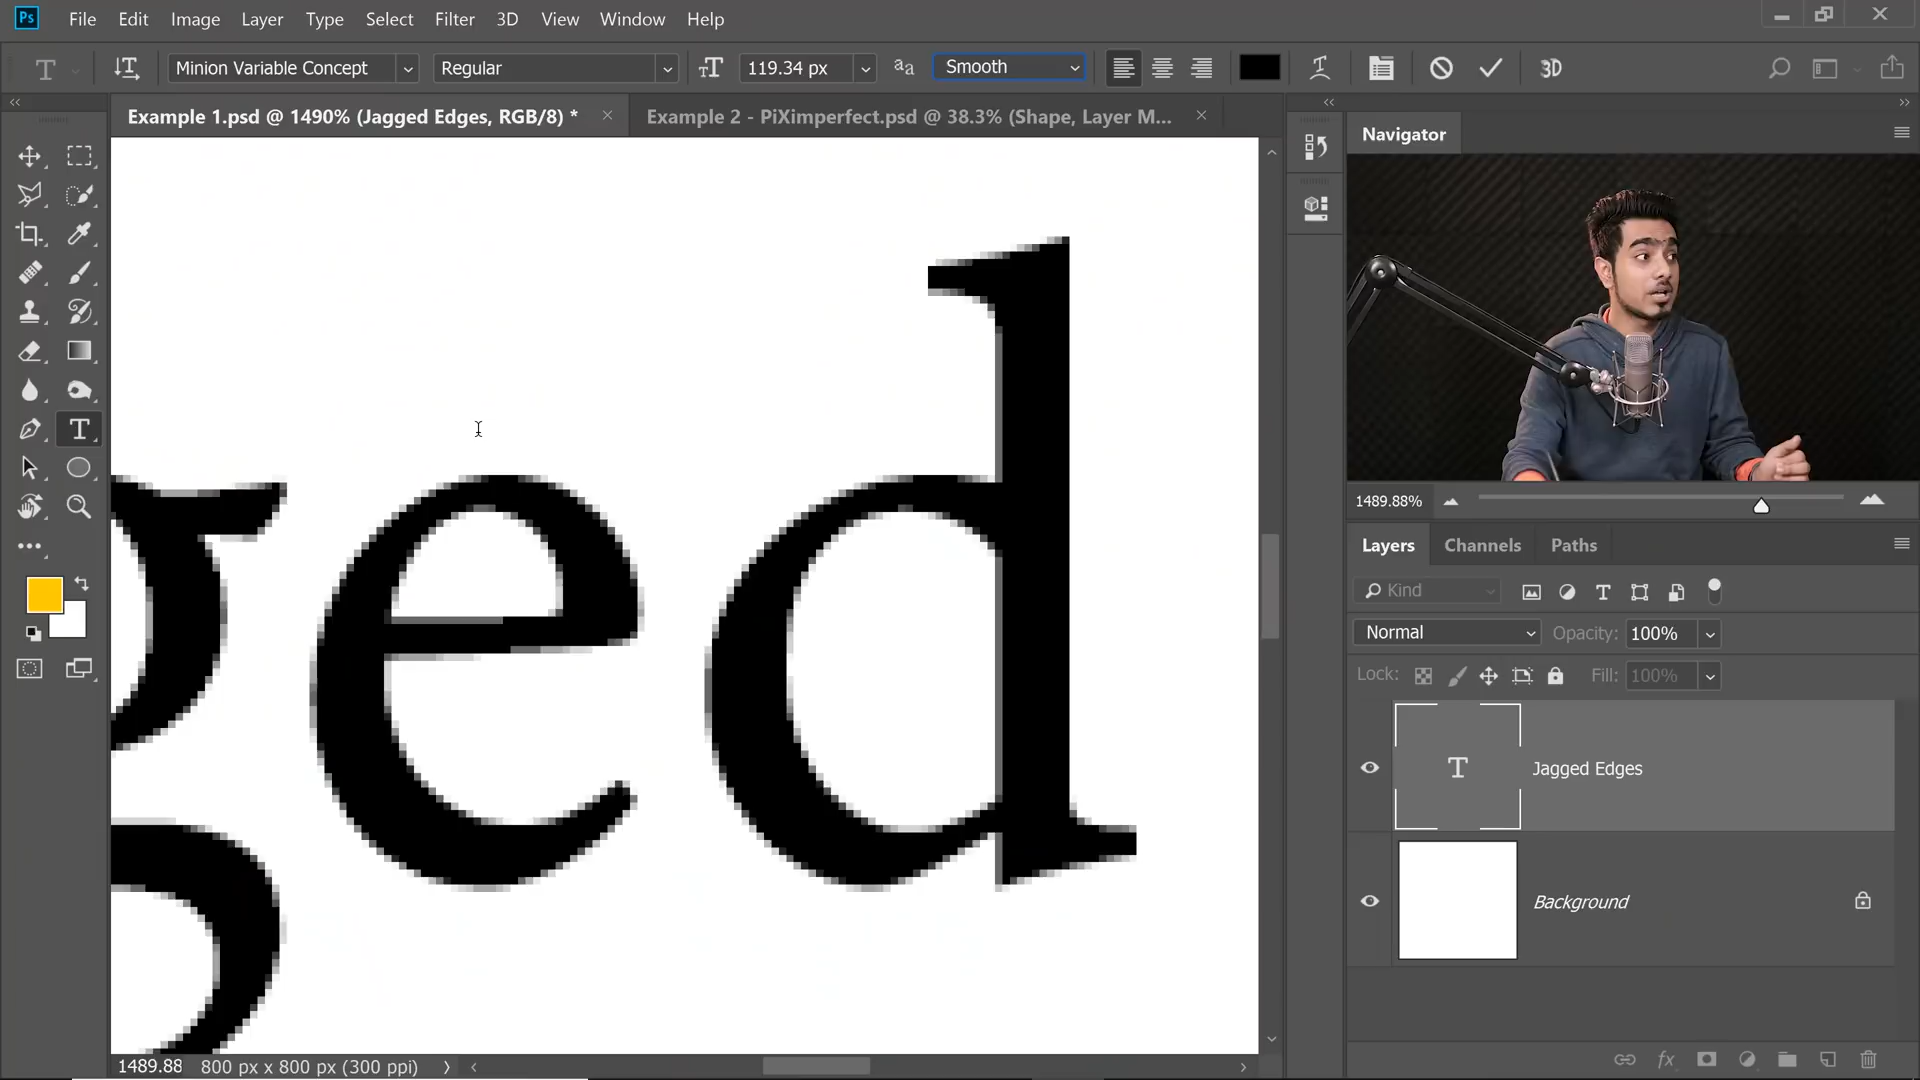 Ps File Edit Image Layer Type Select Filter 3D View Window Help
T Minion Variable Concept Regular 119.34 px aa Smooth 3D
Example 1.psd @ 1490% (Jagged Edges, RGB/8) * Example 2 - PiXimperfect.psd @ 38.3% (Shape, Layer M...
Navigator
ged
1489.88%
Layers Channels Paths
Kind
Normal Opacity: 100%
Lock: Fill: 100%
T Jagged Edges
Background
1489.88 800 px x 800 px (300 ppi)
fx